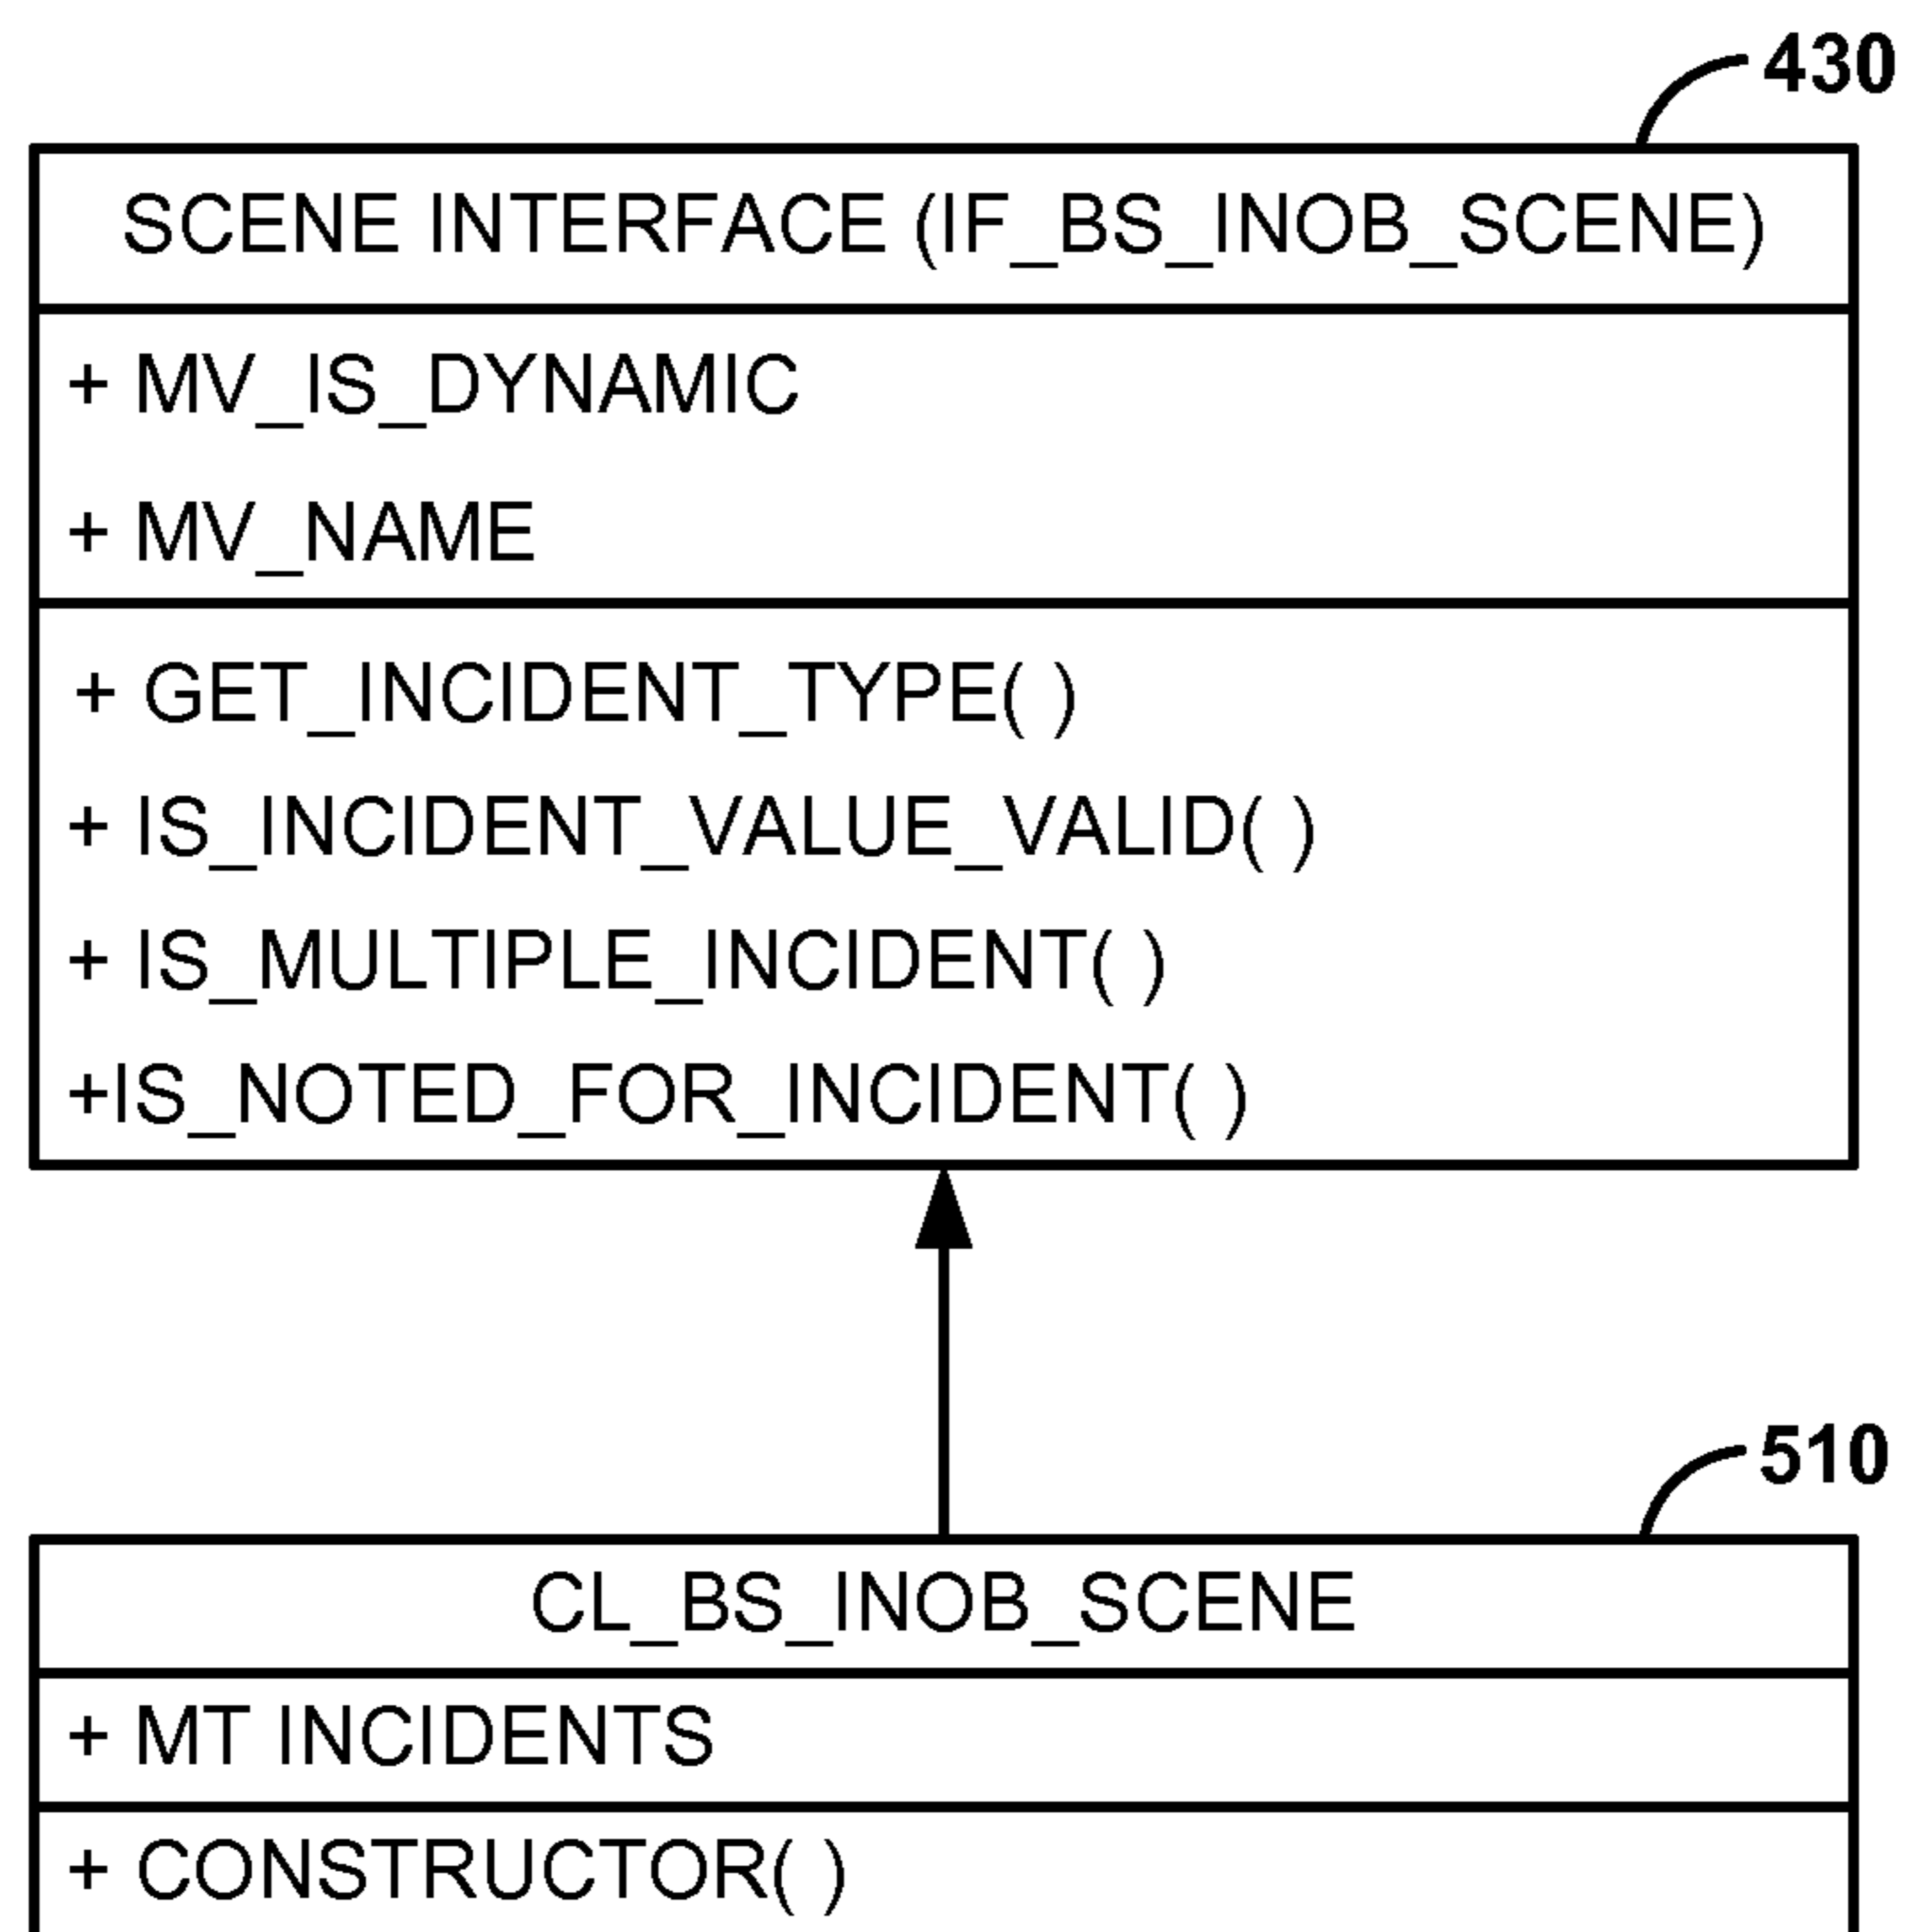 430
SCENE INTERFACE (IF_BS_INOB_SCENE)
+ MV_IS_DYNAMIC
+ MV_NAME
+ GET_INCIDENT_TYPE( )
+ IS_INCIDENT_VALUE_VALID( )
+ IS_MULTIPLE_INCIDENT( )
+IS_NOTED_FOR_INCIDENT( )
510
CL_BS_INOB_SCENE
+ MT INCIDENTS
+ CONSTRUCTOR( )